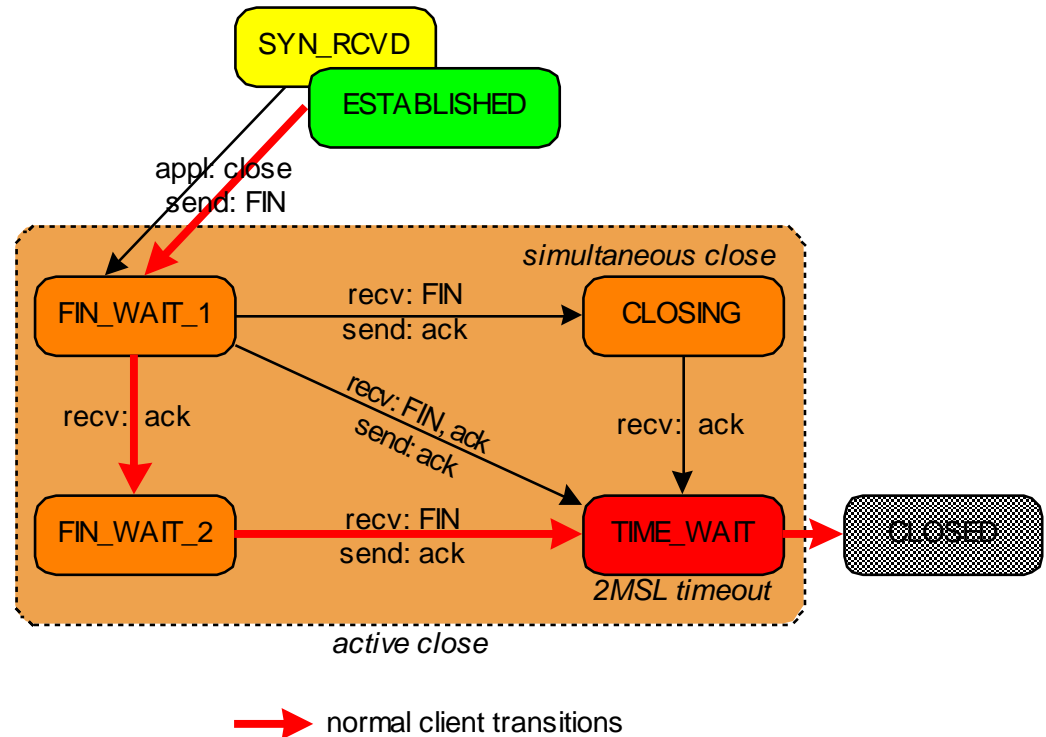 SYN_RCVD
ESTABLISHED
appl: close
send: FIN
simultaneous close
FIN_WAIT_1
recv: FIN
send: ack
CLOSING
recv: ack
recv: FIN, ack
send: ack
recv: ack
FIN_WAIT_2
recv: FIN
send: ack
TIME_WAIT
CLOSED
2MSL timeout
active close
normal client transitions